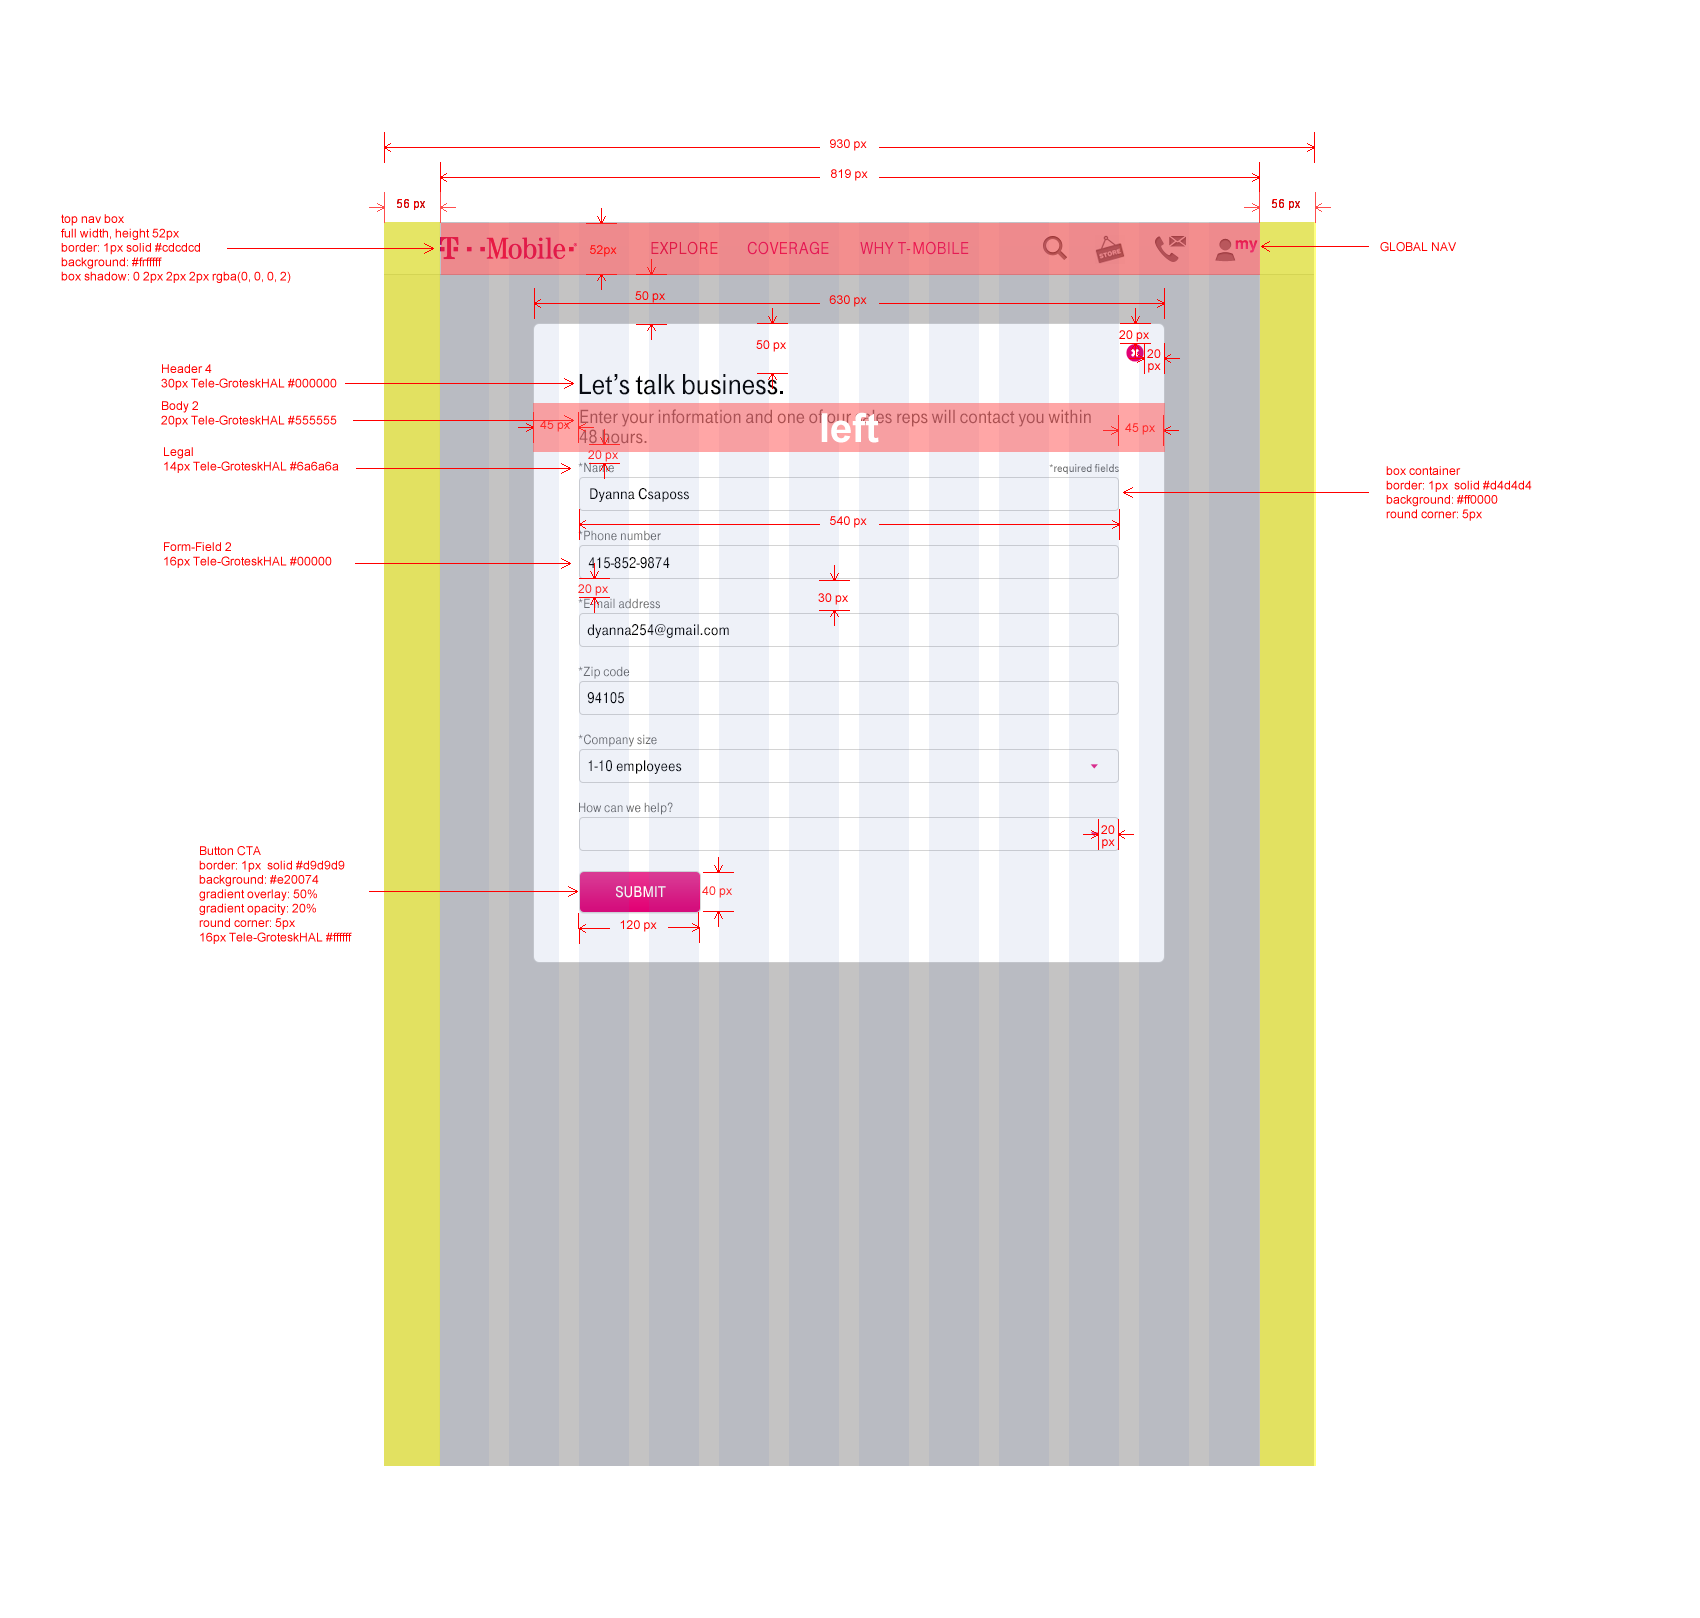 930 px
819 px
56 px
56 px
top nav box
full width, height 52px
border: 1px solid #cdcdcd
background: #frfffff
box shadow: 0 2px 2px 2px rgba(0, 0, 0, 2)
T··Mobile·
52px
EXPLORE
COVERAGE
WHY T-MOBILE
STORE
my
GLOBAL NAV
50 px
630 px
50 px
20 px
20
px
Header 4
30px Tele-GroteskHAL #000000
Let's talk business.
Body 2
20px Tele-GroteskHAL #555555
Enter your information and one of our sales reps will contact you within
48 hours.
left
45 px
45 px
20 px
Legal
14px Tele-GroteskHAL #6a6a6a
*Name
*required fields
Dyanna Csaposs
box container
border: 1px  solid #d4d4d4
background: #ff0000
round corner: 5px
540 px
*Phone number
Form-Field 2
16px Tele-GroteskHAL #00000
415-852-9874
20 px
30 px
*E-mail address
dyanna254@gmail.com
*Zip code
94105
*Company size
1-10 employees
How can we help?
20
px
Button CTA
border: 1px  solid #d9d9d9
background: #e20074
gradient overlay: 50%
gradient opacity: 20%
round corner: 5px
16px Tele-GroteskHAL #ffffff
SUBMIT
40 px
120 px